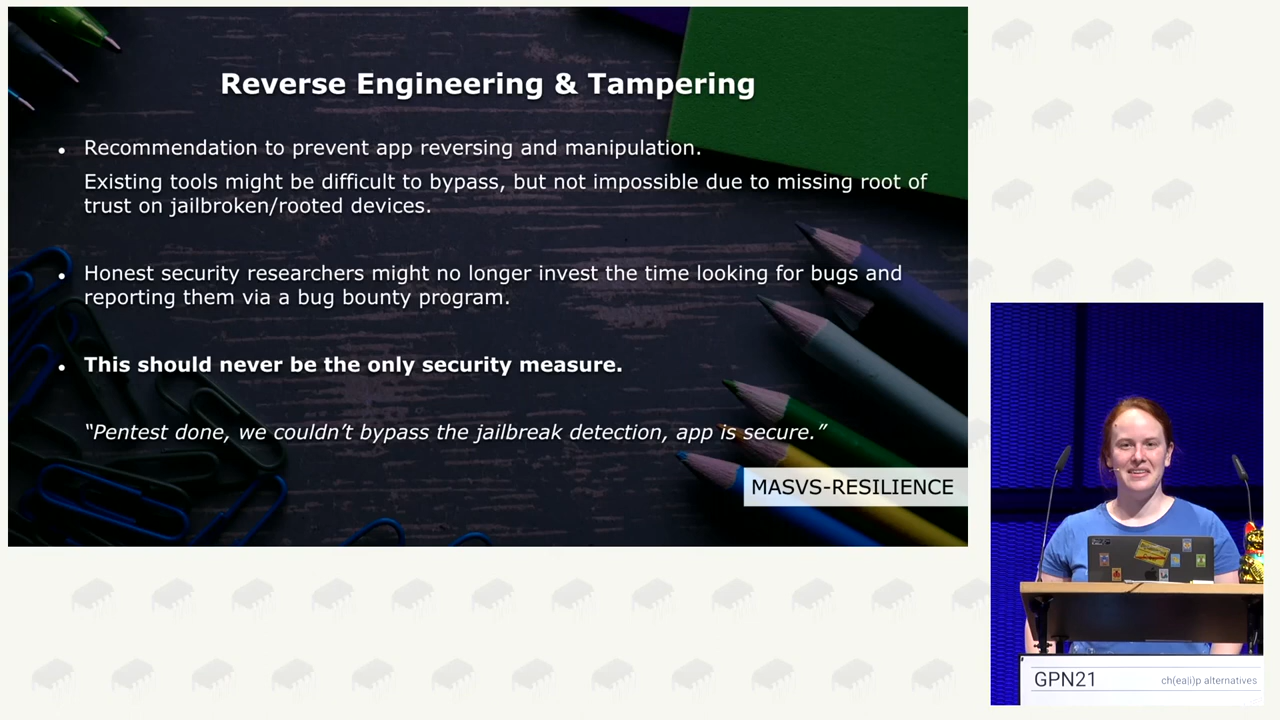 Reverse Engineering & Tampering
• Recommendation to prevent app reversing and manipulation.
Existing tools might be difficult to bypass, but not impossible due to missing root of
trust on jailbroken/rooted devices.
• Honest security researchers might no longer invest the time looking for bugs and
reporting them via a bug bounty program.
• This should never be the only security measure.
“Pentest done, we couldn’t bypass the jailbreak detection, app is secure.”
MASVS-RESILIENCE
GPN21
ch(ea|i)p alternatives